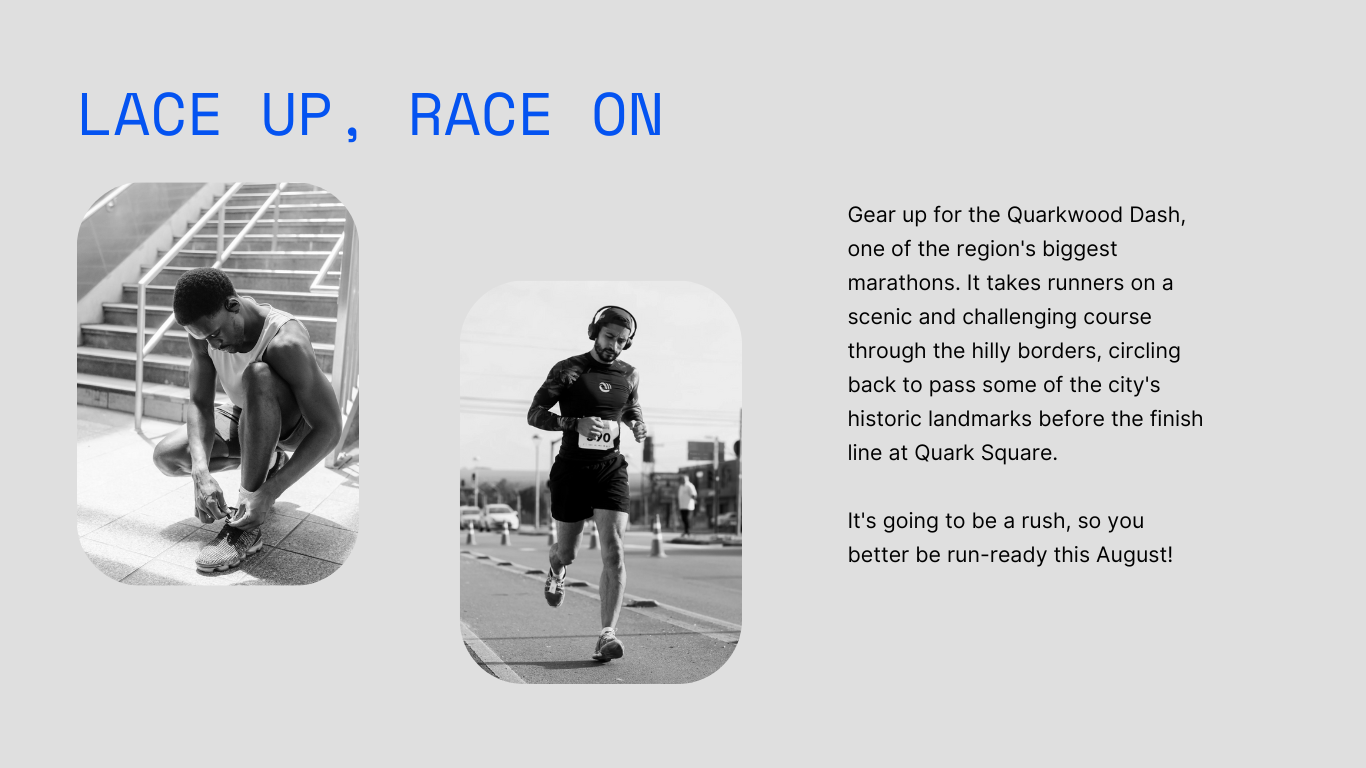 LACE UP, RACE ON
Gear up for the Quarkwood Dash,
one of the region's biggest
marathons. It takes runners on a
scenic and challenging course
through the hilly borders, circling
back to pass some of the city's
historic landmarks before the finish
line at Quark Square.
It's going to be a rush, so you
better be run-ready this August!